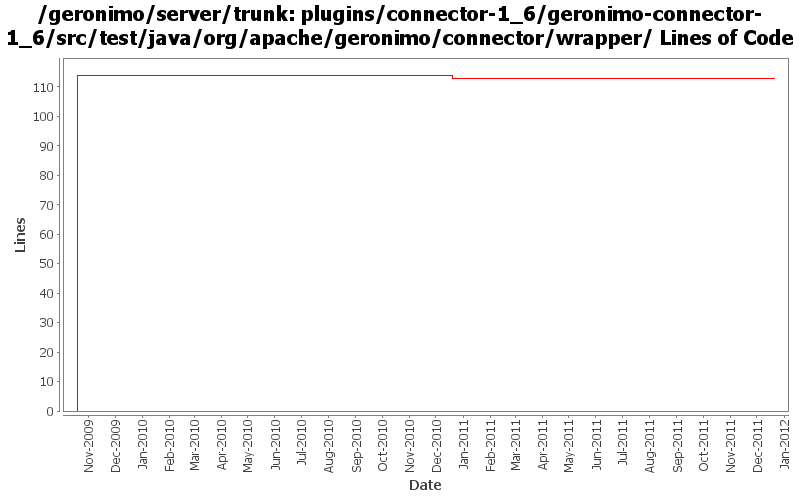 /geronimo/server/trunk: plugins/connector-1_6/geronimo-connector-
1_6/src/test/java/org/apache/geronimo/connector/wrapper/ Lines of Code
110
100
90
80
70
60
50
40
30
20
10
0
Lines
Nov-2009
Dec-2009
Jan-2010
Feb-2010
Mar-2010
Apr-2010
May-2010
Jun-2010
Jul-2010
Aug-2010
Sep-2010
Oct-2010
Nov-2010
Dec-2010
Jan-2011
Feb-2011
Mar-2011
Apr-2011
May-2011
Jun-2011
Jul-2011
Aug-2011
Sep-2011
Oct-2011
Nov-2011
Dec-2011
Jan-2012
Date